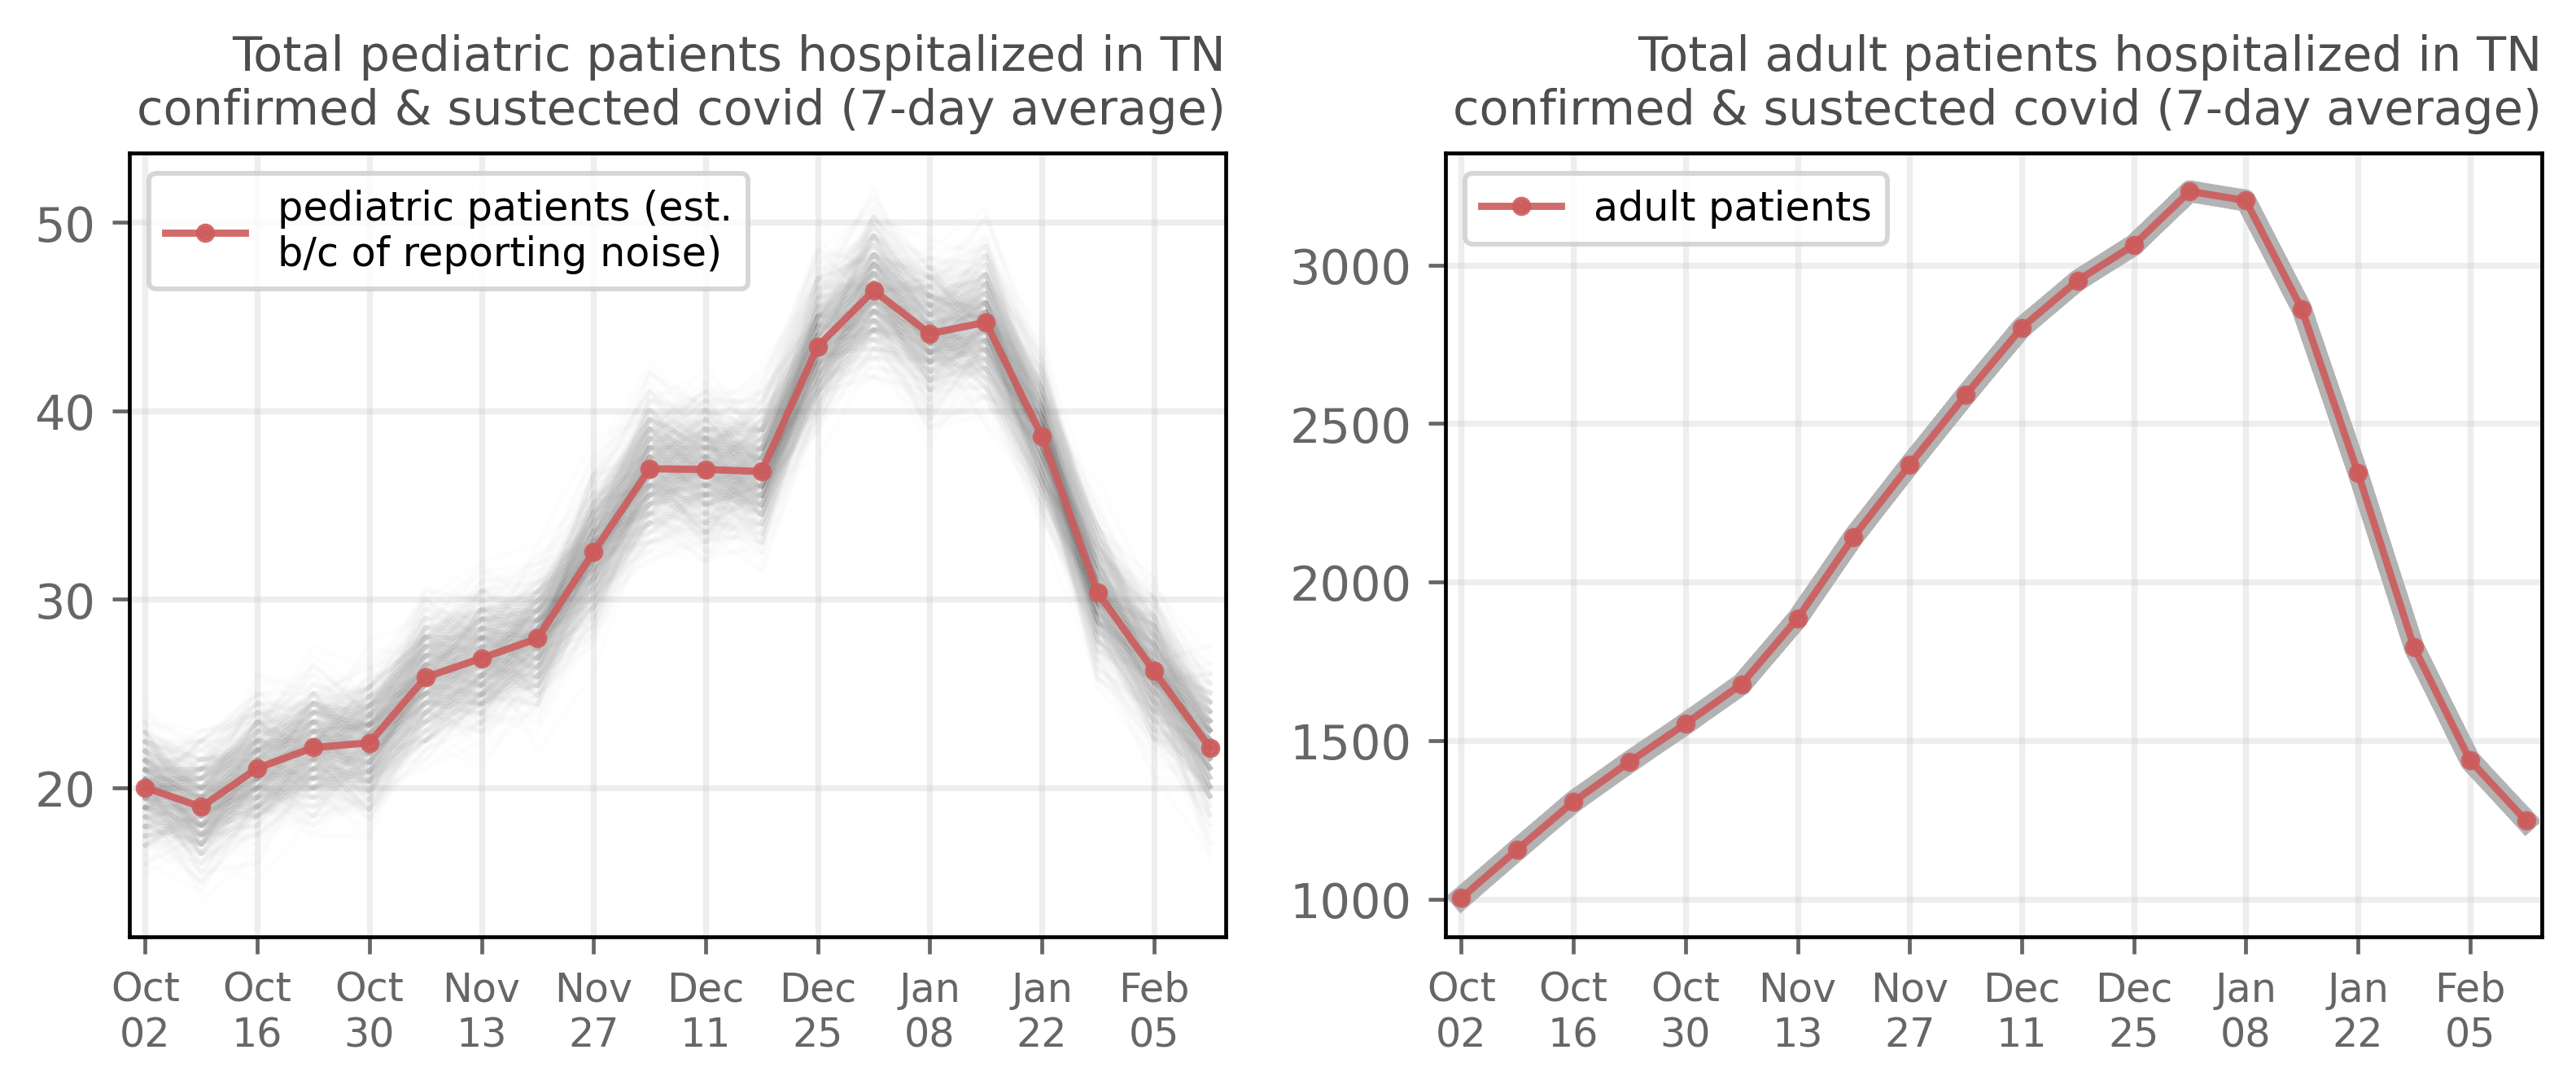 Total pediatric patients hospitalized in TN
confirmed & sustected covid (7-day average)
pediatric patients (est.
b/c of reporting noise)
50
40
30
20
Oct Oct Oct Nov Nov Dec Dec Jan Jan Feb
02 16 30 13 27 11 25 08 22 05
Total adult patients hospitalized in TN
confirmed & sustected covid (7-day average)
adult patients
3000
2500
2000
1500
1000
Oct Oct Oct Nov Nov Dec Dec Jan Jan Feb
02 16 30 13 27 11 25 08 22 05